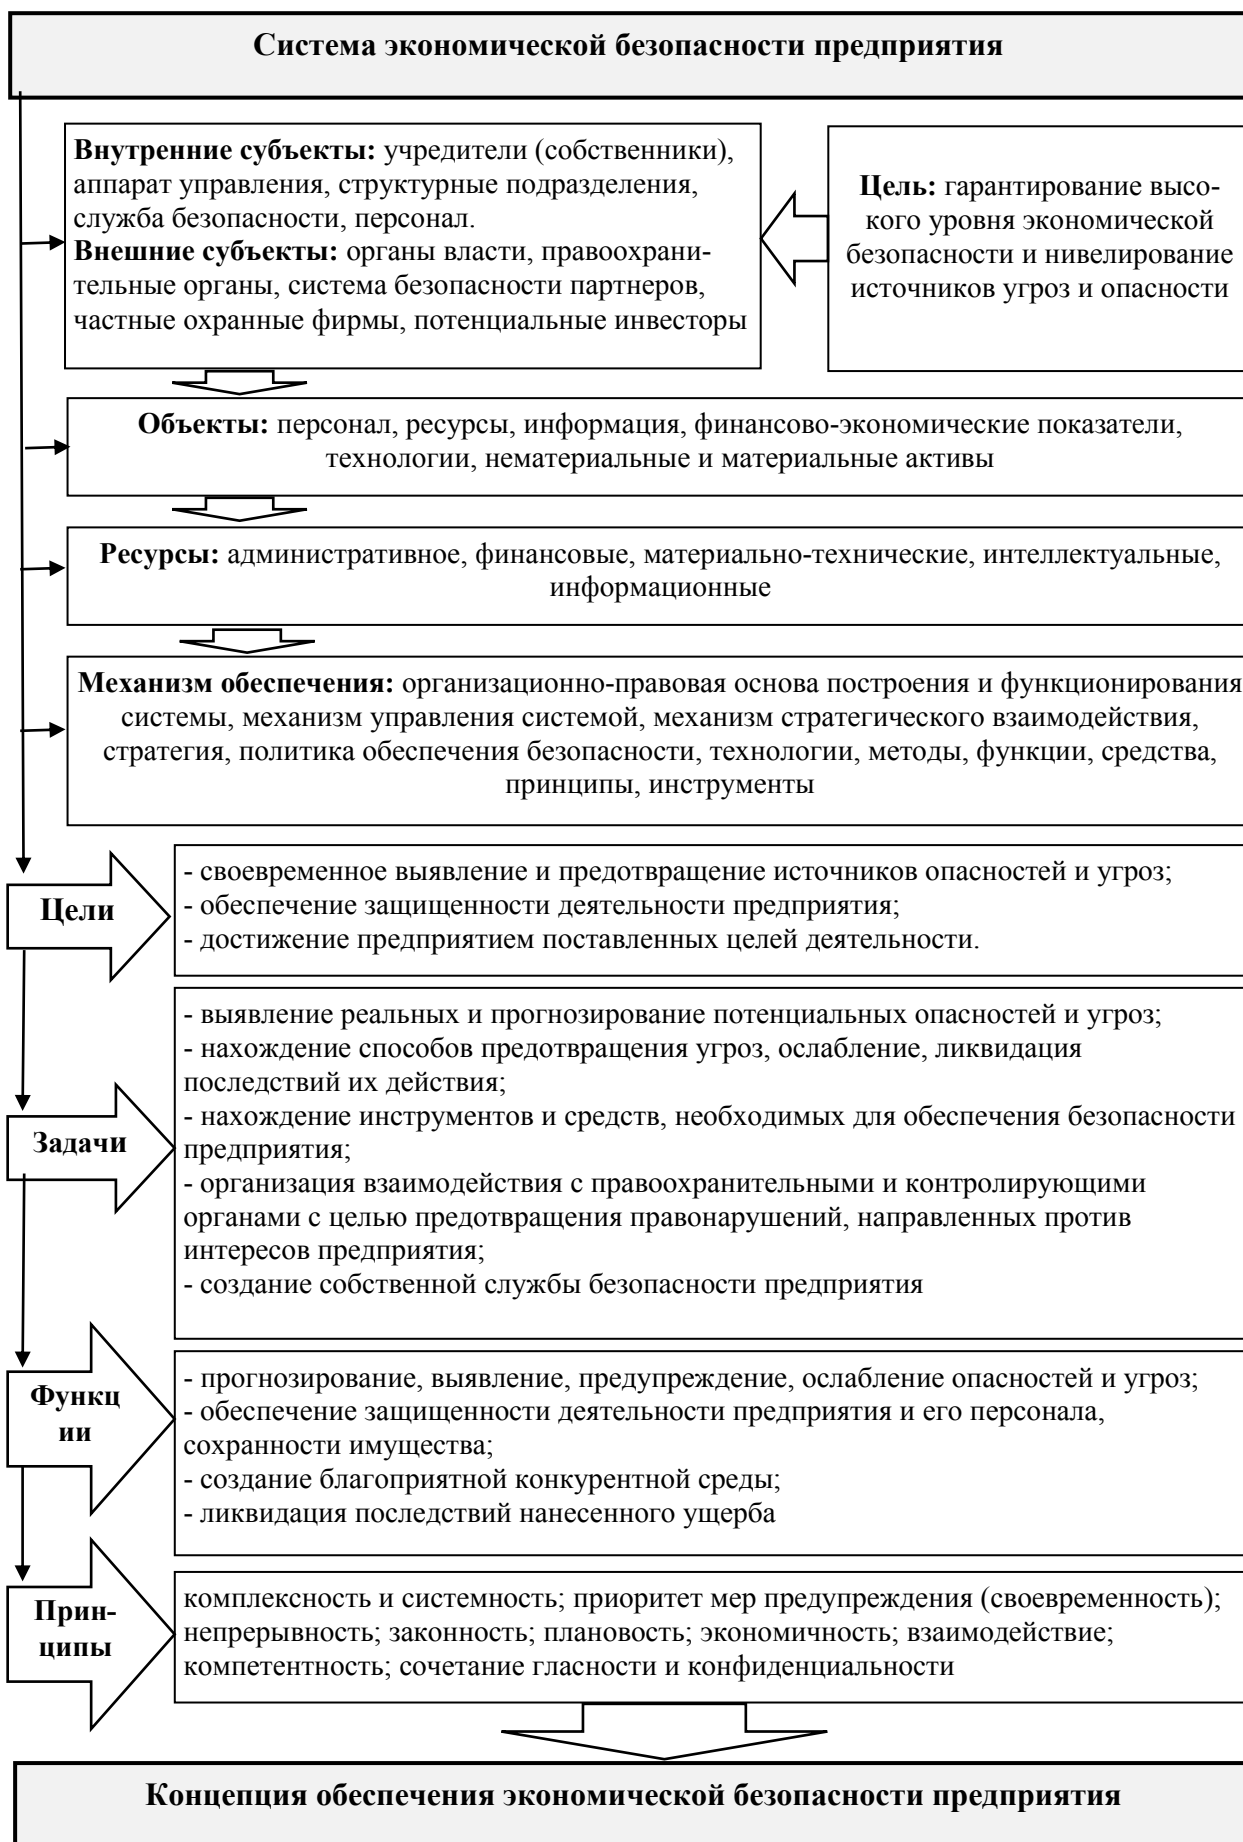 Система экономической безопасности предприятия
Внутренние субъекты: учредители (собственники),
аппарат управления, структурные подразделения,
служба безопасности, персонал.
Внешние субъекты: органы власти, правоохрани-
тельные органы, система безопасности партнеров,
частные охранные фирмы, потенциальные инвесторы
Цель: гарантирование высо-
кого уровня экономической
безопасности и нивелирование
источников угроз и опасности
Объекты: персонал, ресурсы, информация, финансово-экономические показатели,
технологии, нематериальные и материальные активы
Ресурсы: административное, финансовые, материально-технические, интеллектуальные,
информационные
Механизм обеспечения: организационно-правовая основа построения и функционирования
системы, механизм управления системой, механизм стратегического взаимодействия,
стратегия, политика обеспечения безопасности, технологии, методы, функции, средства,
принципы, инструменты
Цели
- своевременное выявление и предотвращение источников опасностей и угроз;
- обеспечение защищенности деятельности предприятия;
- достижение предприятием поставленных целей деятельности.
Задачи
- выявление реальных и прогнозирование потенциальных опасностей и угроз;
- нахождение способов предотвращения угроз, ослабление, ликвидация
последствий их действия;
- нахождение инструментов и средств, необходимых для обеспечения безопасности
предприятия;
- организация взаимодействия с правоохранительными и контролирующими
органами с целью предотвращения правонарушений, направленных против
интересов предприятия;
- создание собственной службы безопасности предприятия
Функц
ии
- прогнозирование, выявление, предупреждение, ослабление опасностей и угроз;
- обеспечение защищенности деятельности предприятия и его персонала,
сохранности имущества;
- создание благоприятной конкурентной среды;
- ликвидация последствий нанесенного ущерба
Прин-
ципы
комплексность и системность; приоритет мер предупреждения (своевременность);
непрерывность; законность; плановость; экономичность; взаимодействие;
компетентность; сочетание гласности и конфиденциальности
Концепция обеспечения экономической безопасности предприятия